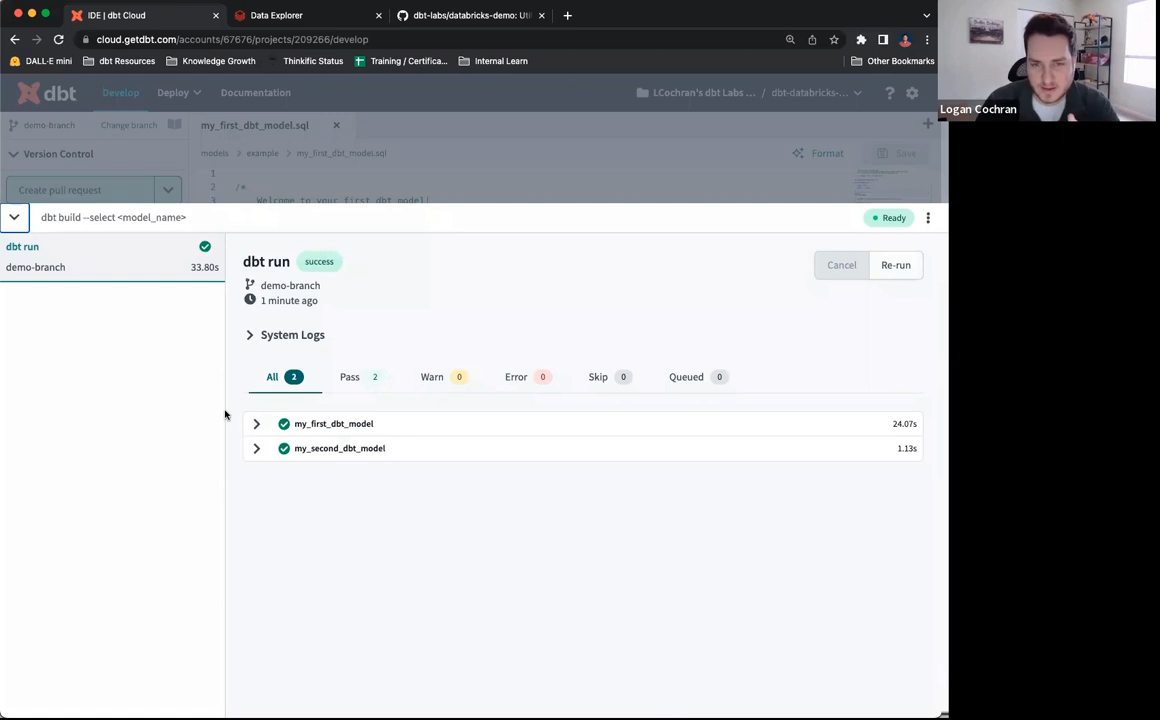 IDE | dbt Cloud
Data Explorer
dbt-labs/databricks-demo: Util
cloud.getdbt.com/accounts/67676/projects/209266/develop
DALL-E mini
dbt Resources
Knowledge Growth
Thinkific Status
Training / Certifica...
Internal Learn
Other Bookmarks
Logan Cochran
dbt
Develop
Deploy
Documentation
LCochran's dbt Labs ... / dbt-databricks-...
demo-branch
Change branch
my_first_dbt_model.sql
Version Control
models > example > my_first_dbt_model.sql
Format
Save
Create pull request
1
2 /*
Welcome to your first dbt model!
dbt build --select <model_name>
Ready
dbt run
demo-branch 33.80s
dbt run success
Cancel
Re-run
demo-branch
1 minute ago
System Logs
All 2
Pass 2
Warn 0
Error 0
Skip 0
Queued 0
my_first_dbt_model 24.07s
my_second_dbt_model 1.13s